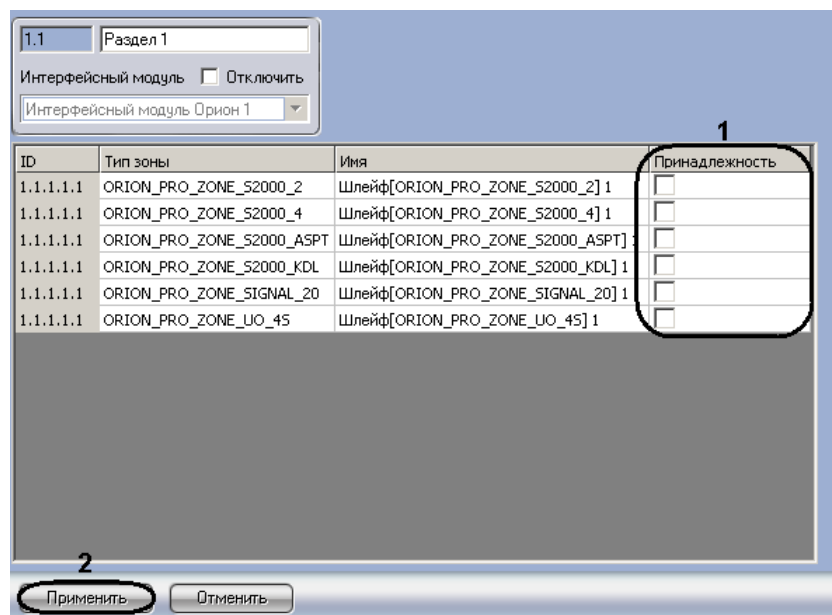 1.1 Раздел 1
Интерфейсный модуль Отключить
Интерфейсный модуль Орион 1
1
ID Тип зоны Имя Принадлежность
1.1.1.1.1 ORION_PRO_ZONE_S2000_2 Шлейф[ORION_PRO_ZONE_S2000_2] 1
1.1.1.1.1 ORION_PRO_ZONE_S2000_4 Шлейф[ORION_PRO_ZONE_S2000_4] 1
1.1.1.1.1 ORION_PRO_ZONE_S2000_ASPT Шлейф[ORION_PRO_ZONE_S2000_ASPT] 1
1.1.1.1.1 ORION_PRO_ZONE_S2000_KDL Шлейф[ORION_PRO_ZONE_S2000_KDL] 1
1.1.1.1.1 ORION_PRO_ZONE_SIGNAL_20 Шлейф[ORION_PRO_ZONE_SIGNAL_20] 1
1.1.1.1.1 ORION_PRO_ZONE_UO_4S Шлейф[ORION_PRO_ZONE_UO_4S] 1
2
Применить Отменить